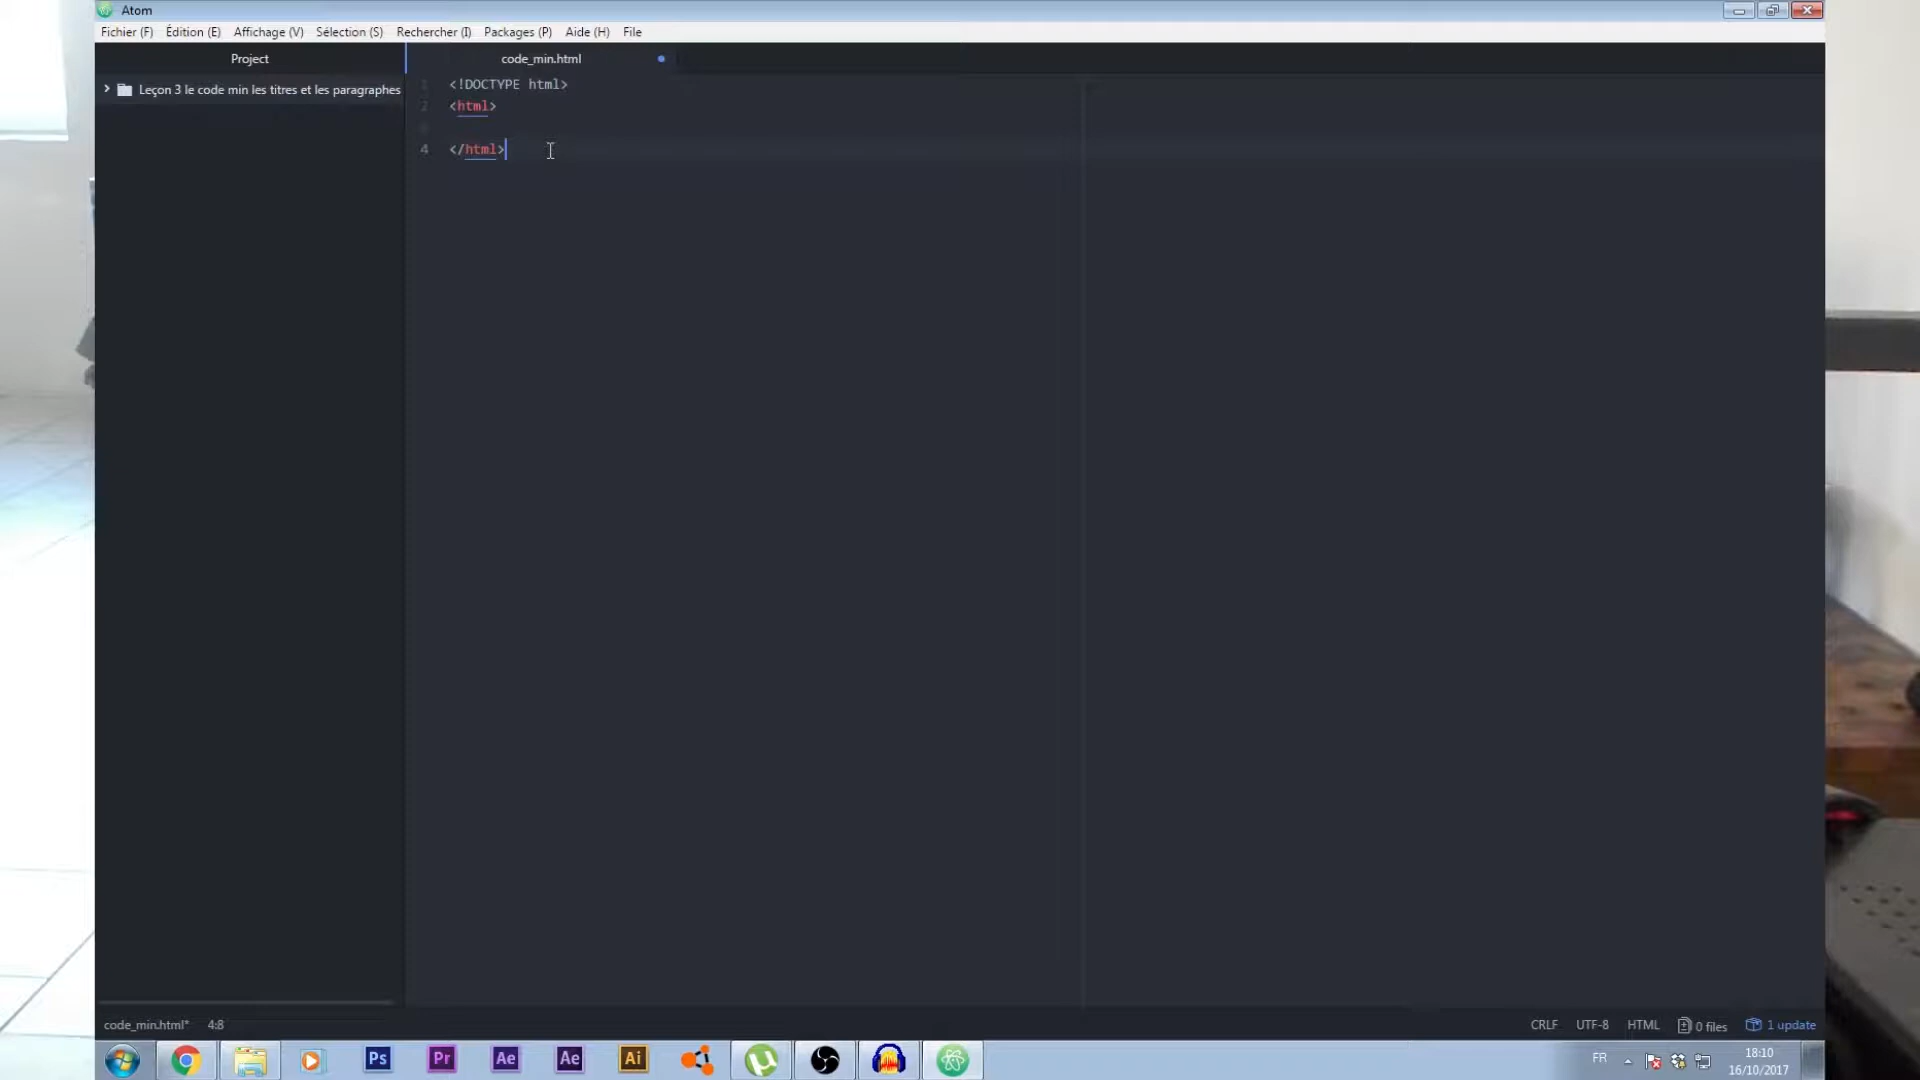 Atom
Fichier (F) Édition (E) Affichage (V) Sélection (S) Rechercher (I) Packages (P) Aide (H) File
Project
code_min.html
Leçon 3 le code min les titres et les paragraphes
1 <!DOCTYPE html>
2 <html>
3
4 </html>
code_min.html* 4:8
CRLF UTF-8 HTML 0 files 1 update
Ps Pr Ae Ae Ai
FR
18:10
16/10/2017